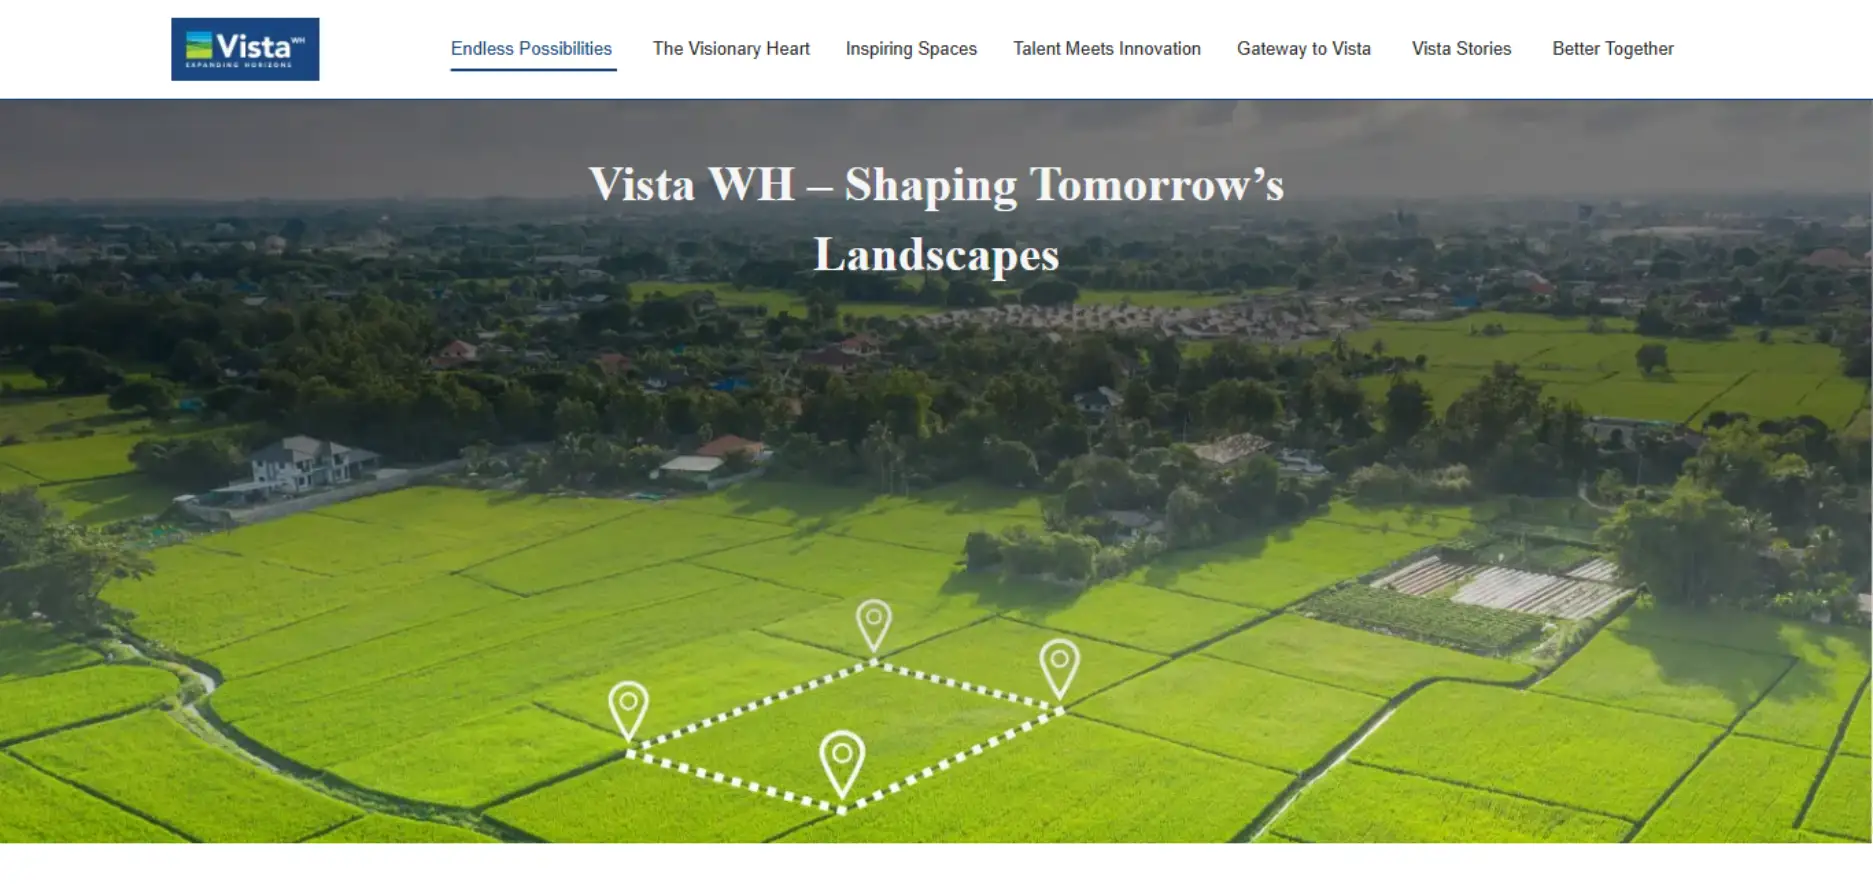 Vista WH
EXPANDING HORIZONS
Endless Possibilities
The Visionary Heart
Inspiring Spaces
Talent Meets Innovation
Gateway to Vista
Vista Stories
Better Together
Vista WH – Shaping Tomorrow’s
Landscapes